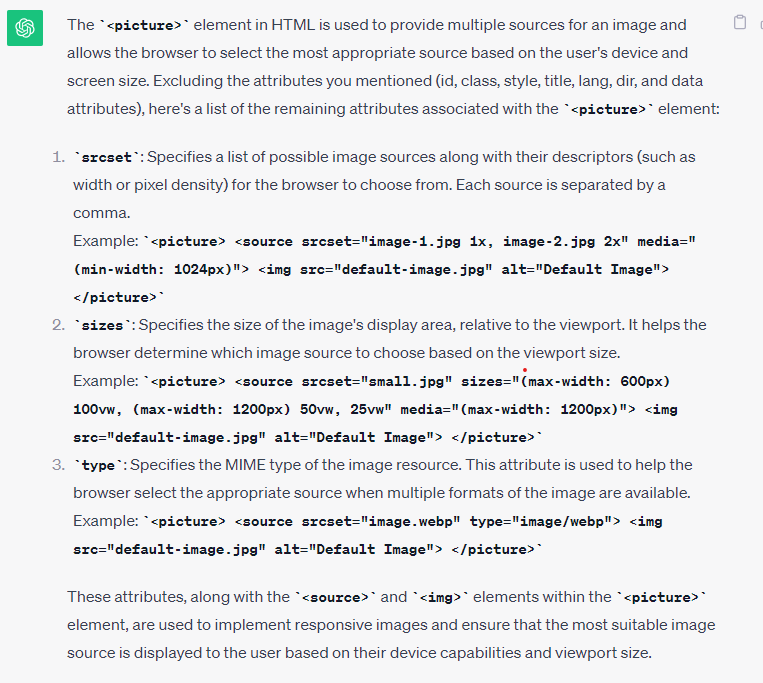 The `<picture>` element in HTML is used to provide multiple sources for an image and
allows the browser to select the most appropriate source based on the user's device and
screen size. Excluding the attributes you mentioned (id, class, style, title, lang, dir, and data
attributes), here's a list of the remaining attributes associated with the `<picture>` element:
1. `srcset`: Specifies a list of possible image sources along with their descriptors (such as
width or pixel density) for the browser to choose from. Each source is separated by a
comma.
Example: `<picture> <source srcset="image-1.jpg 1x, image-2.jpg 2x" media="
(min-width: 1024px)"> <img src="default-image.jpg" alt="Default Image">
</picture>`
2. `sizes`: Specifies the size of the image's display area, relative to the viewport. It helps the
browser determine which image source to choose based on the viewport size.
Example: `<picture> <source srcset="small.jpg" sizes="(max-width: 600px)
100vw, (max-width: 1200px) 50vw, 25vw" media="(max-width: 1200px)"> <img
src="default-image.jpg" alt="Default Image"> </picture>`
3. `type`: Specifies the MIME type of the image resource. This attribute is used to help the
browser select the appropriate source when multiple formats of the image are available.
Example: `<picture> <source srcset="image.webp" type="image/webp"> <img
src="default-image.jpg" alt="Default Image"> </picture>`
These attributes, along with the `<source>` and `<img>` elements within the `<picture>`
element, are used to implement responsive images and ensure that the most suitable image
source is displayed to the user based on their device capabilities and viewport size.